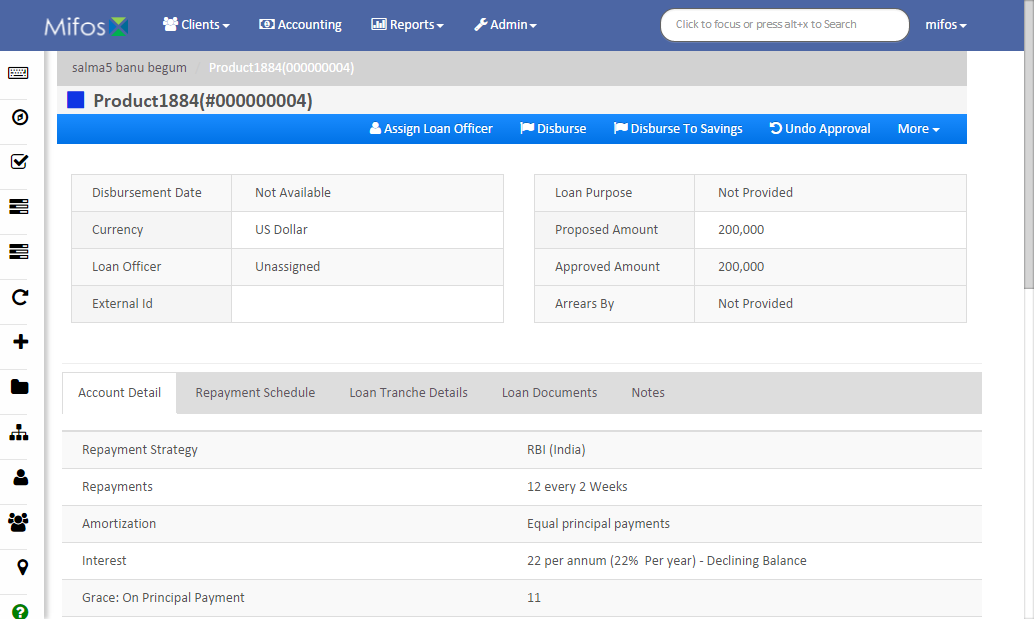 Mifos Clients Accounting Reports Admin Click to focus or press alt+x to Search mifos
salma5 banu begum / Product1884(000000004)
Product1884(#000000004)
Assign Loan Officer Disburse Disburse To Savings Undo Approval More
Disbursement Date Not Available Loan Purpose Not Provided
Currency US Dollar Proposed Amount 200,000
Loan Officer Unassigned Approved Amount 200,000
External Id Arrears By Not Provided
Account Detail Repayment Schedule Loan Tranche Details Loan Documents Notes
Repayment Strategy RBI (India)
Repayments 12 every 2 Weeks
Amortization Equal principal payments
Interest 22 per annum (22% Per year) - Declining Balance
Grace: On Principal Payment 11